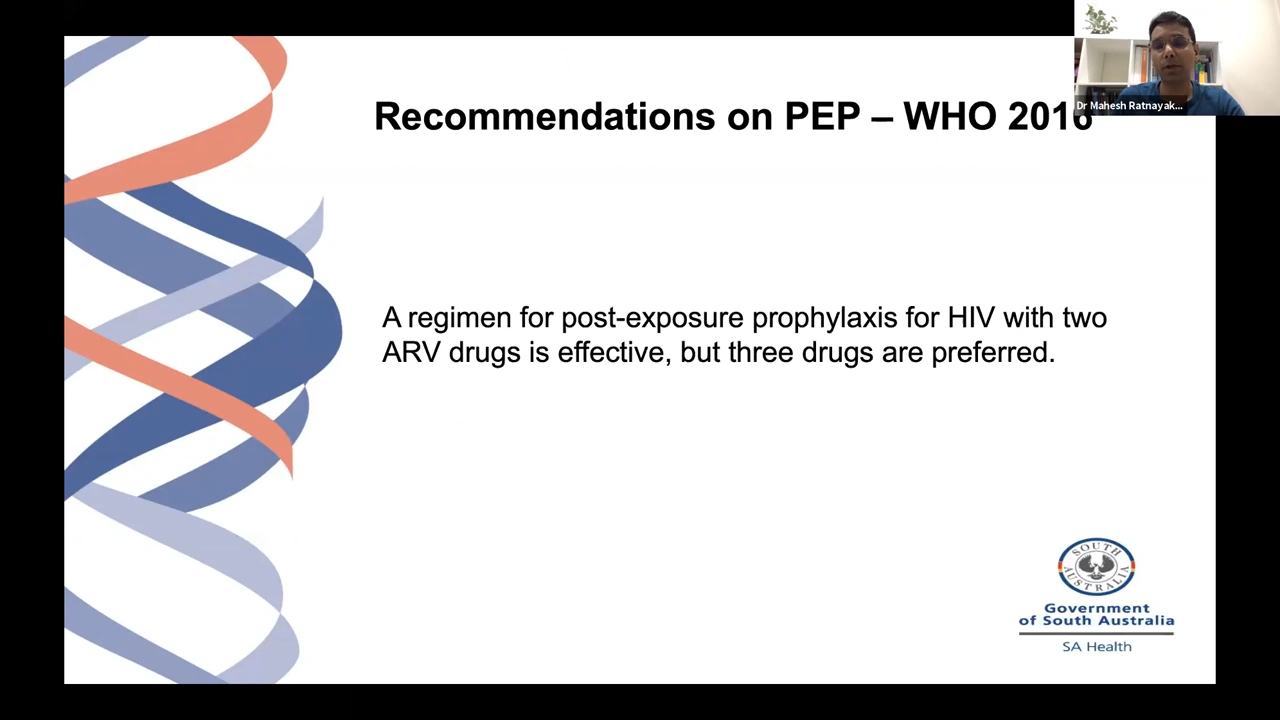 Dr Mahesh Ratnayak...
Recommendations on PEP – WHO 2016
A regimen for post-exposure prophylaxis for HIV with two
ARV drugs is effective, but three drugs are preferred.
SOUTH
AUSTRALIA
Government
of South Australia
SA Health